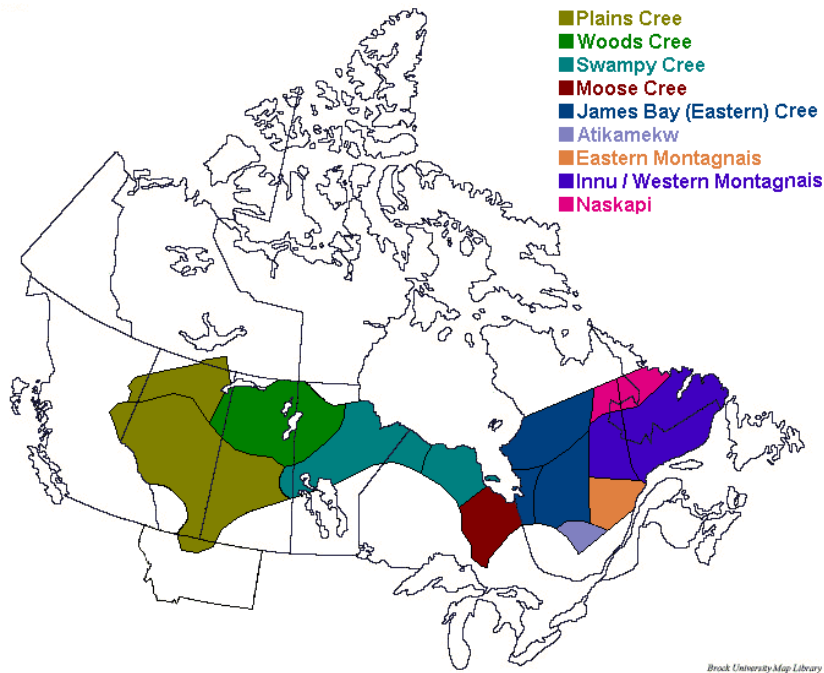 Plains Cree
Woods Cree
Swampy Cree
Moose Cree
James Bay (Eastern) Cree
Atikamekw
Eastern Montagnais
Innu / Western Montagnais
Naskapi
Brock University Map Library